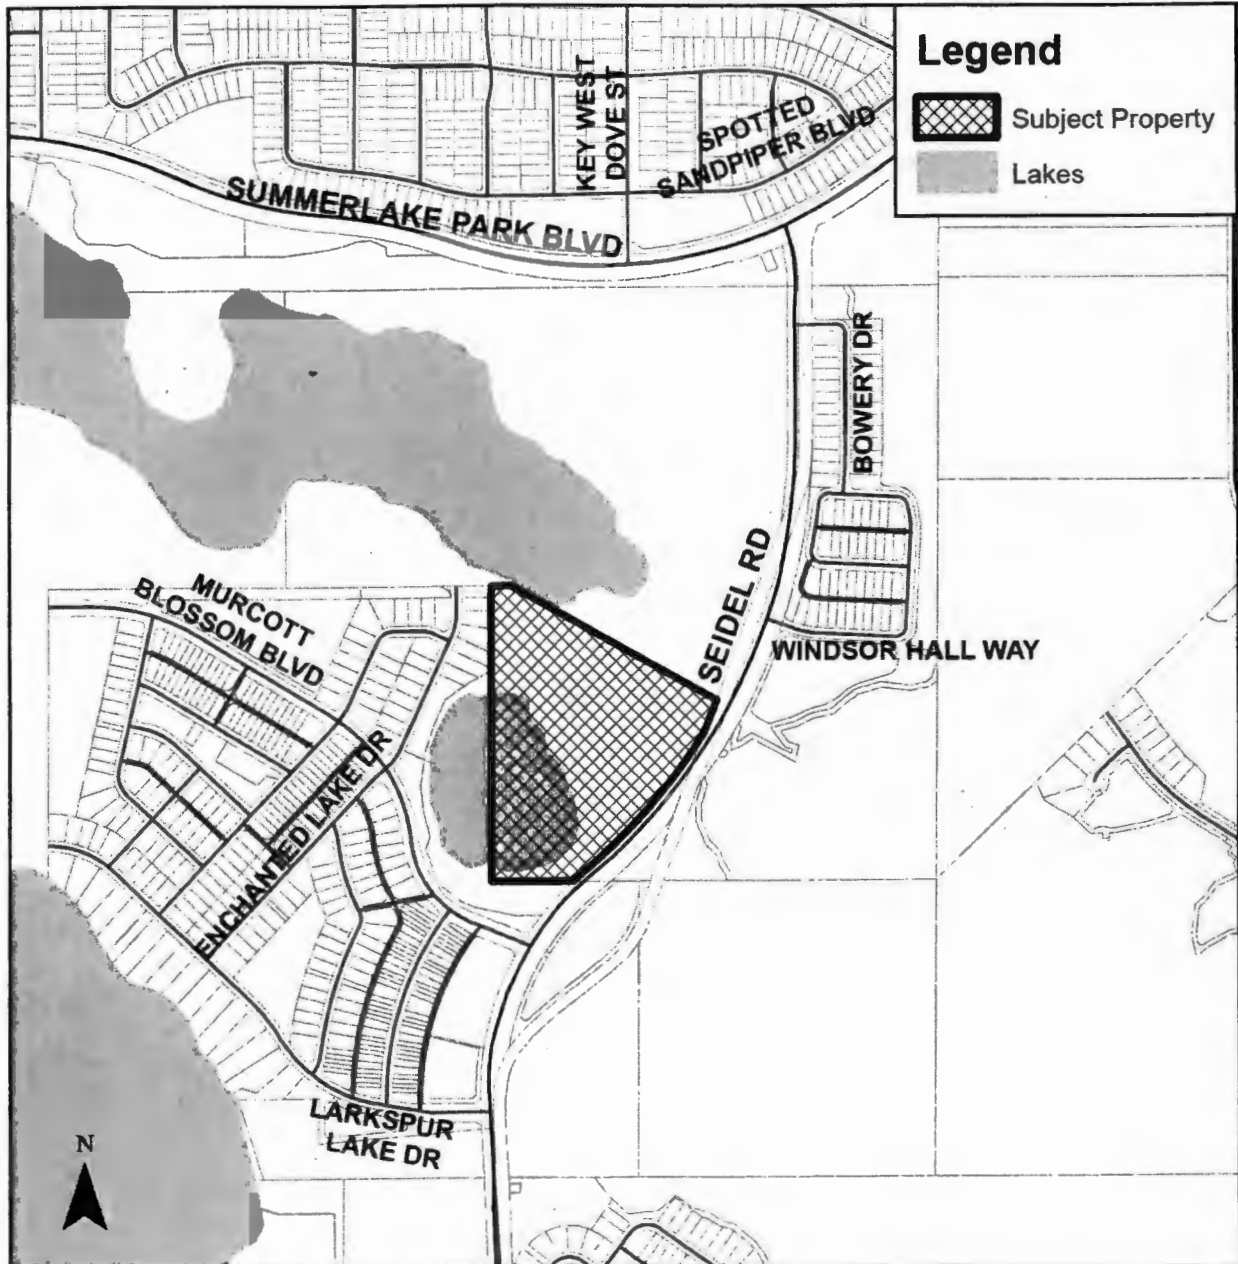 Legend
Subject Property
Lakes
KEY WEST
DOVE ST
SPOTTED
SANDPIPER BLVD
SUMMERLAKE PARK BLVD
BOWERY DR
SEIDEL RD
MURCOTT
BLOSSOM BLVD
WINDSOR HALL WAY
ENCHANTED LAKE DR
LARKSPUR
LAKE DR
N